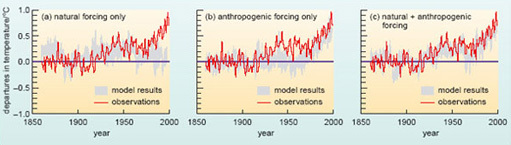 departures in temperature/°C
1.0
0.5
0.0
−0.5
−1.0
(a) natural forcing only
model results
observations
1850 1900 1950 2000
year
(b) anthropogenic forcing only
model results
observations
1850 1900 1950 2000
year
(c) natural + anthropogenic
forcing
model results
observations
1850 1900 1950 2000
year